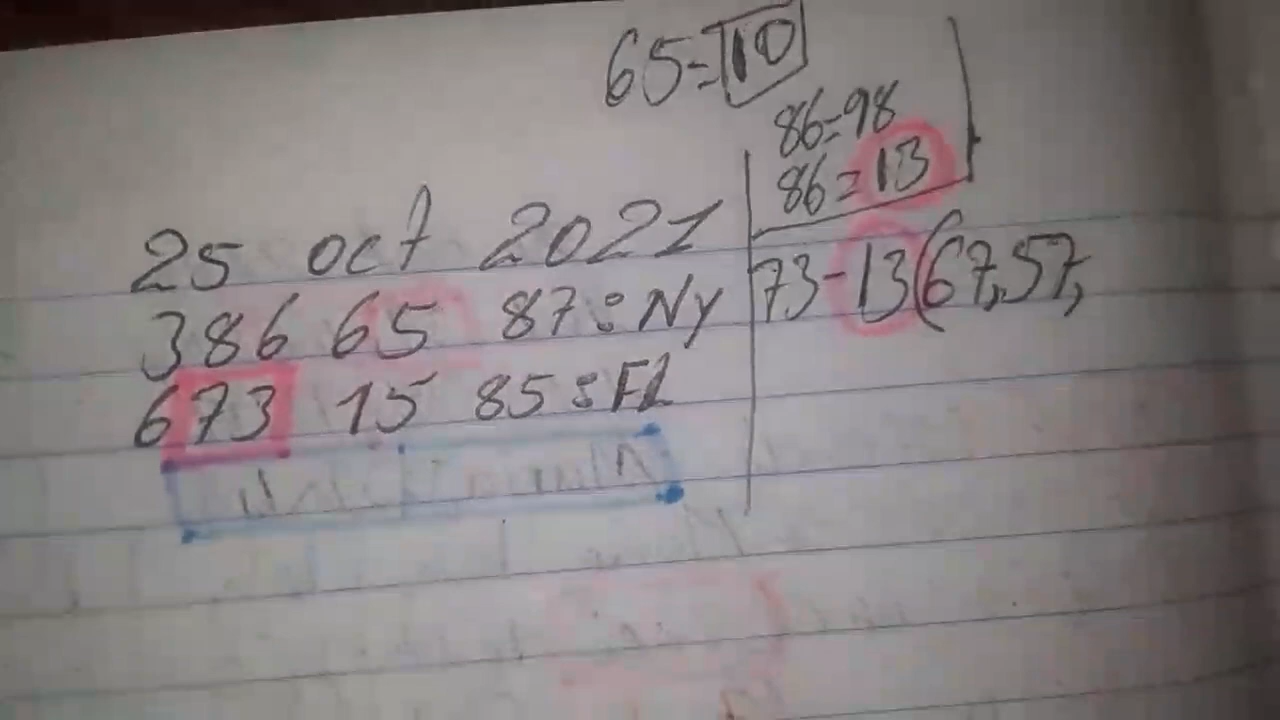 65=10
86=98
86=13
25 oct 2021
386 65 87:Ny
673 15 85:FL
73-13(67,57,